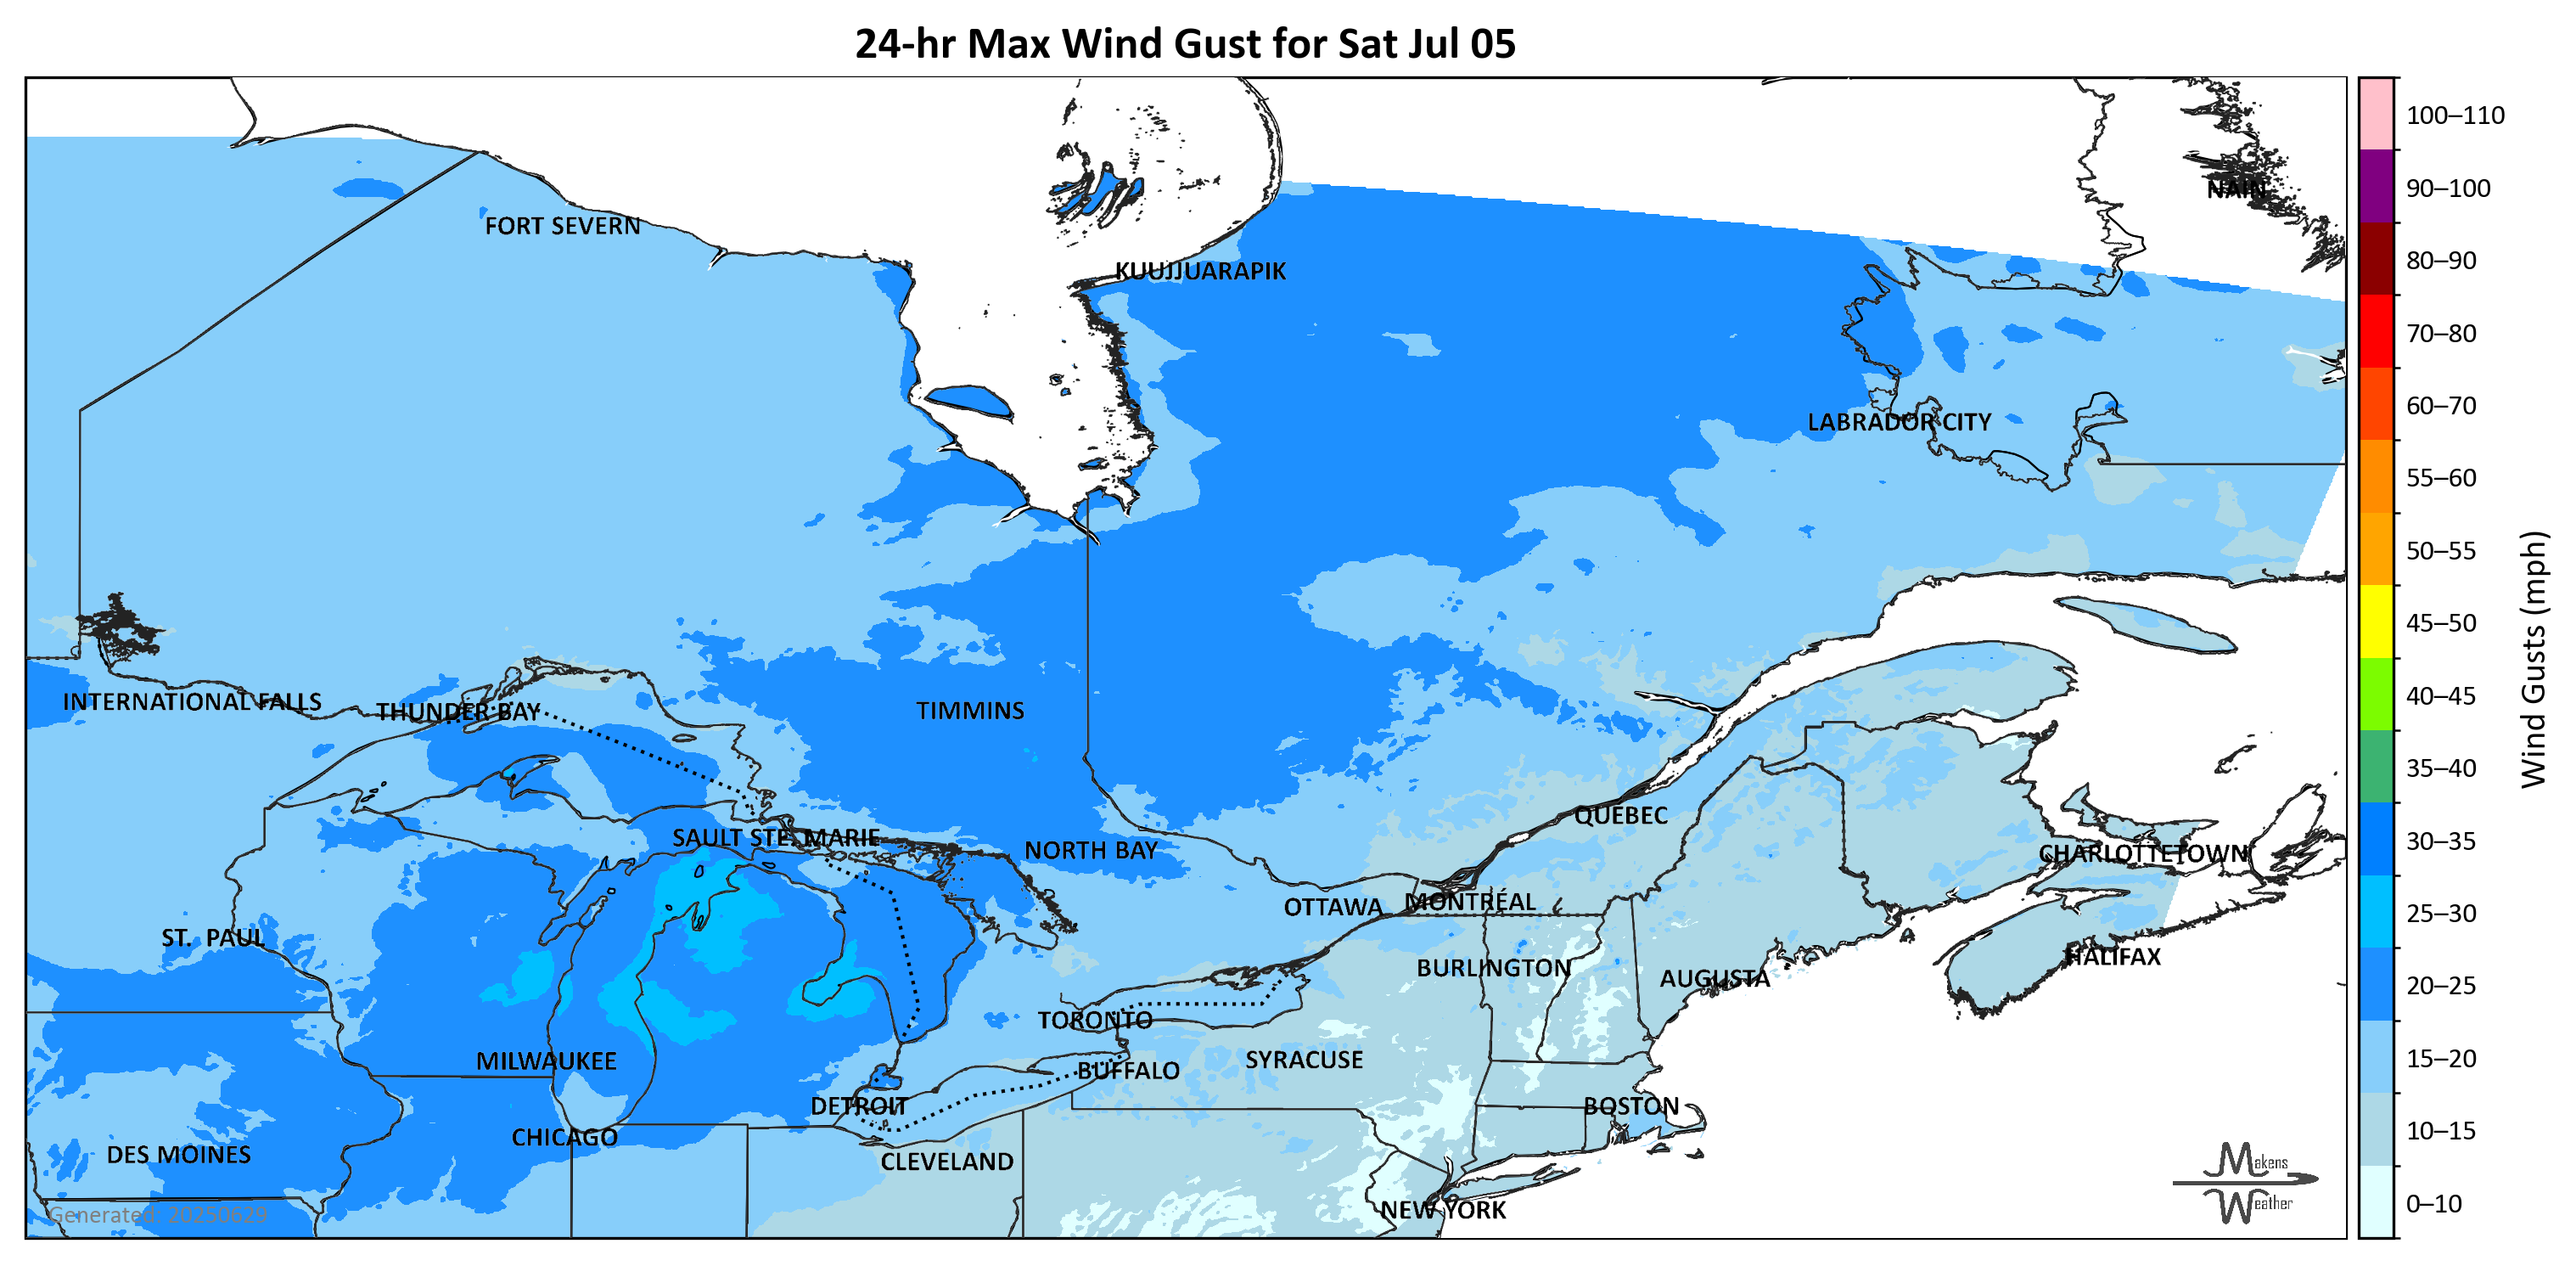 24-hr Max Wind Gust for Sat Jul 05
100–110
90–100
80–90
70–80
60–70
55–60
50–55
45–50
40–45
35–40
30–35
25–30
20–25
15–20
10–15
0–10
Wind Gusts (mph)
NAIN
FORT SEVERN
KUUJJUARAPIK
LABRADOR CITY
INTERNATIONAL FALLS
THUNDER BAY
TIMMINS
QUEBEC
SAULT STE. MARIE
NORTH BAY
CHARLOTTETOWN
OTTAWA
MONTRÉAL
ST. PAUL
BURLINGTON
AUGUSTA
HALIFAX
TORONTO
MILWAUKEE
SYRACUSE
BUFFALO
DETROIT
BOSTON
CHICAGO
DES MOINES
CLEVELAND
NEW YORK
Generated: 20250629
Makens
Weather